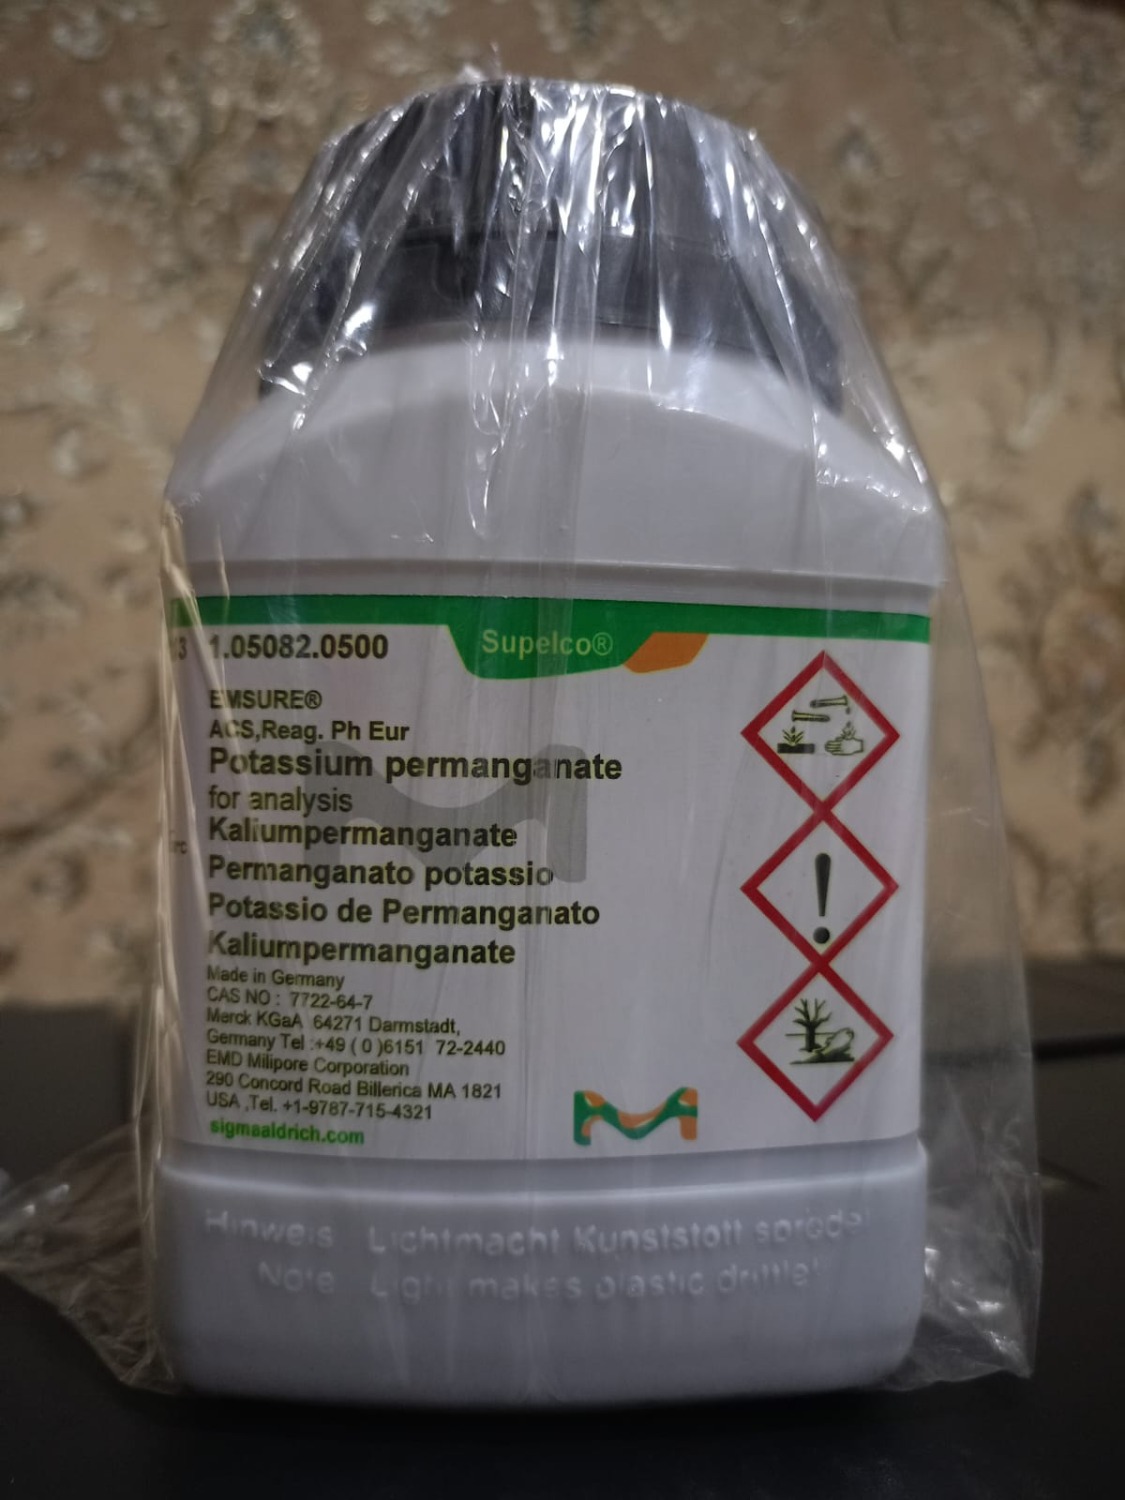 3 1.05082.0500
Supelco®
EMSURE®
ACS,Reag. Ph Eur
Potassium permanganate
for analysis
Kaliumpermanganate
Permanganato potassio
Potassio de Permanganato
Kaliumpermanganate
Made in Germany
CAS NO : 7722-64-7
Merck KGaA 64271 Darmstadt,
Germany Tel :+49 ( 0 )6151 72-2440
EMD Milipore Corporation
290 Concord Road Billerica MA 1821
USA ,Tel. +1-9787-715-4321
sigmaaldrich.com
Hinweis Lichtmacht Kunststoff
Note Light makes plastic